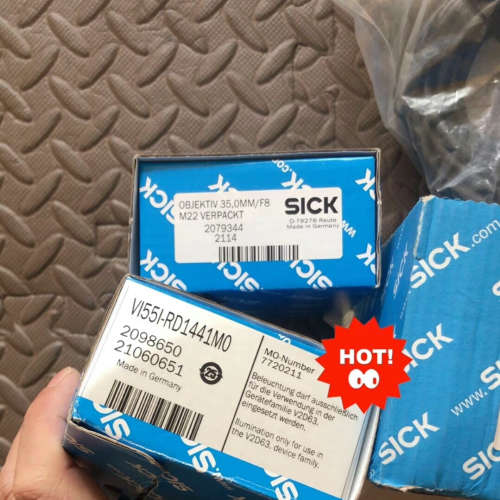 OBJEKTIV 35,0MM/F8
M22 VERPACKT
2079344
2114
SICK
D-79276 Reute
Made in Germany
SICK.com
VI55I-RD1441M0
2098650
21060651
Made in Germany
MO-Number
7720211
Beleuchtung darf ausschließlich
für die Verwendung in der
Gerätefamilie V2D63,
eingesetzt werden.
Illumination only for use in
the V2D63, device family.
HOT!
SICK
SICK
SICK